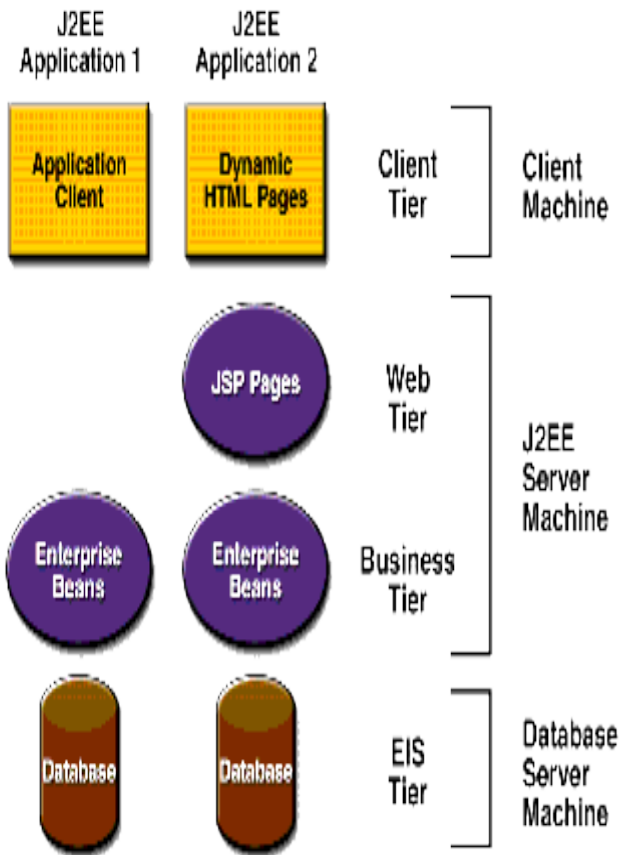 J2EE
Application 1
J2EE
Application 2
Application
Client
Dynamic
HTML Pages
Client
Tier
Client
Machine
JSP Pages
Web
Tier
J2EE
Server
Machine
Enterprise
Beans
Enterprise
Beans
Business
Tier
Database
Database
EIS
Tier
Database
Server
Machine